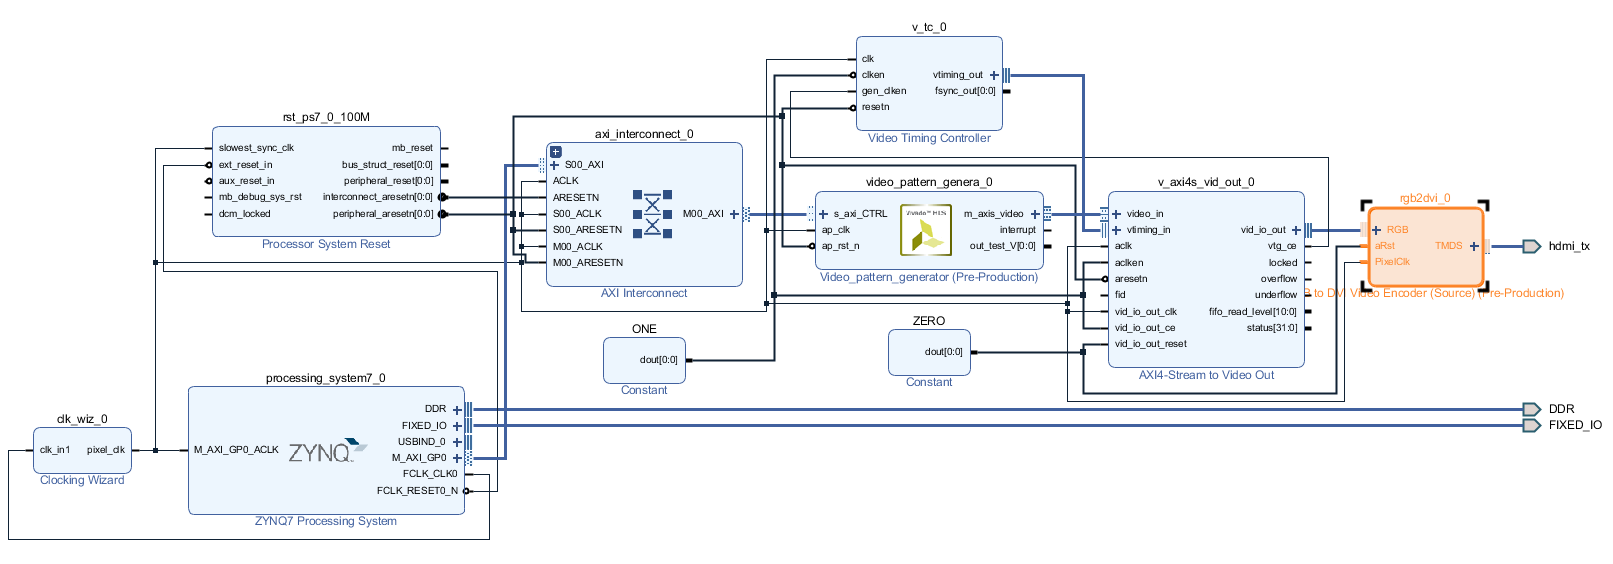 v_tc_0
clk
clken
gen_clken
resetn
vtiming_out
fsync_out[0:0]
Video Timing Controller
rst_ps7_0_100M
slowest_sync_clk
ext_reset_in
aux_reset_in
mb_debug_sys_rst
dcm_locked
mb_reset
bus_struct_reset[0:0]
peripheral_reset[0:0]
interconnect_aresetn[0:0]
peripheral_aresetn[0:0]
Processor System Reset
axi_interconnect_0
S00_AXI
ACLK
ARESETN
S00_ACLK
S00_ARESETN
M00_ACLK
M00_ARESETN
M00_AXI
AXI Interconnect
video_pattern_genera_0
s_axi_CTRL
ap_clk
ap_rst_n
m_axis_video
interrupt
out_test_V[0:0]
Video_pattern_generator (Pre-Production)
v_axi4s_vid_out_0
video_in
vtiming_in
aclk
aclken
aresetn
fid
vid_io_out_clk
vid_io_out_ce
vid_io_out_reset
vid_io_out
vtg_ce
locked
overflow
underflow
fifo_read_level[10:0]
status[31:0]
AXI4-Stream to Video Out
rgb2dvi_0
RGB
aRst
PixelClk
TMDS
B to DVI Video Encoder (Source) (Pre-Production)
hdmi_tx
ONE
dout[0:0]
Constant
ZERO
dout[0:0]
Constant
processing_system7_0
M_AXI_GP0_ACLK
ZYNQ
DDR
FIXED_IO
USBIND_0
M_AXI_GP0
FCLK_CLK0
FCLK_RESET0_N
ZYNQ7 Processing System
clk_wiz_0
clk_in1
pixel_clk
Clocking Wizard
DDR
FIXED_IO